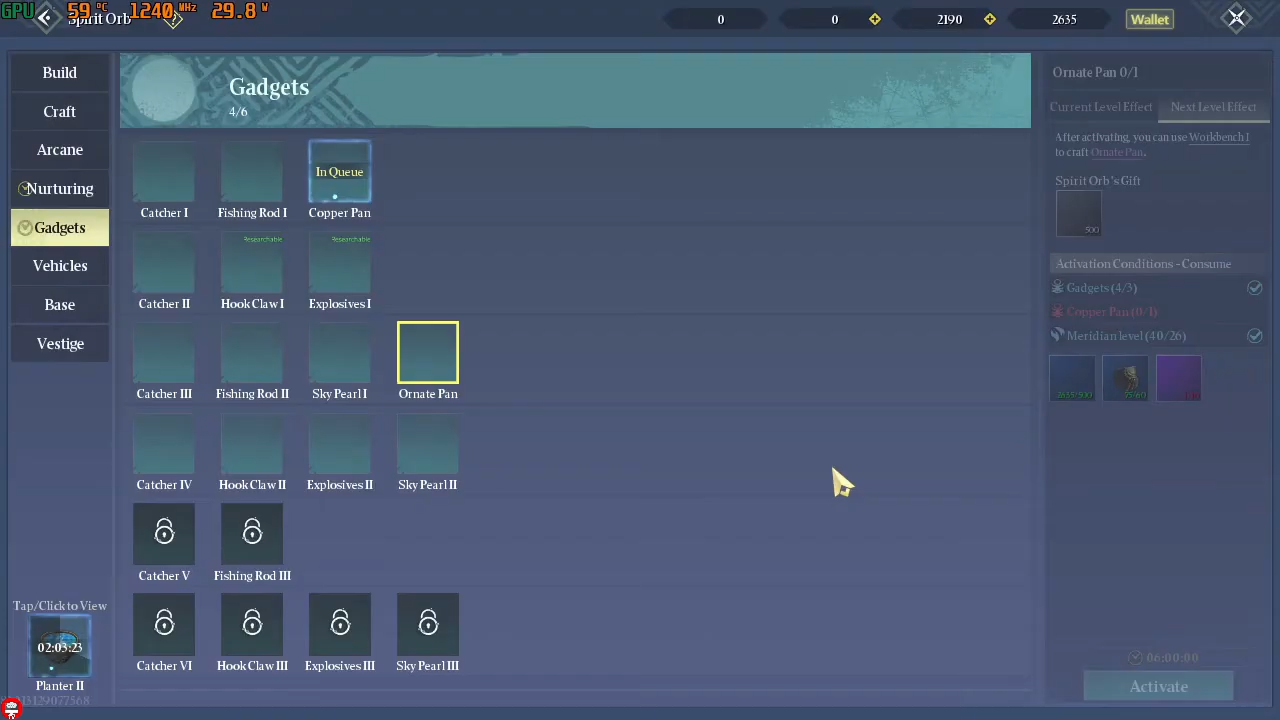 GPU 59 °C 1240 MHz 29.8 W
Spirit Orb ?
0 0 2190 2635 Wallet
Build
Craft
Arcane
Nurturing
Gadgets
Vehicles
Base
Vestige
Gadgets
4/6
In Queue
Catcher I Fishing Rod I Copper Pan
Researchable Researchable
Catcher II Hook Claw I Explosives I
Catcher III Fishing Rod II Sky Pearl I Ornate Pan
Catcher IV Hook Claw II Explosives II Sky Pearl II
Catcher V Fishing Rod III
Catcher VI Hook Claw III Explosives III Sky Pearl III
Ornate Pan 0/1
Current Level Effect Next Level Effect
After activating, you can use Workbench I
to craft Ornate Pan.
Spirit Orb's Gift
500
Activation Conditions - Consume
Gadgets (4/3)
Copper Pan (0/1)
Meridian level (40/26)
2635/500 75/60
06:00:00
Activate
Tap/Click to View
02:03:23
Planter II